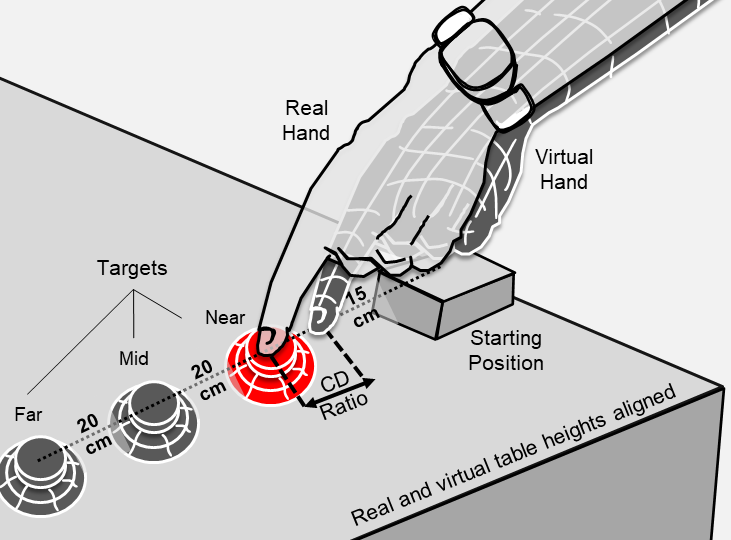 Real
Hand
Virtual
Hand
Targets
Near
Mid
Far
15
cm
20
cm
20
cm
CD
Ratio
Starting
Position
Real and virtual table heights aligned